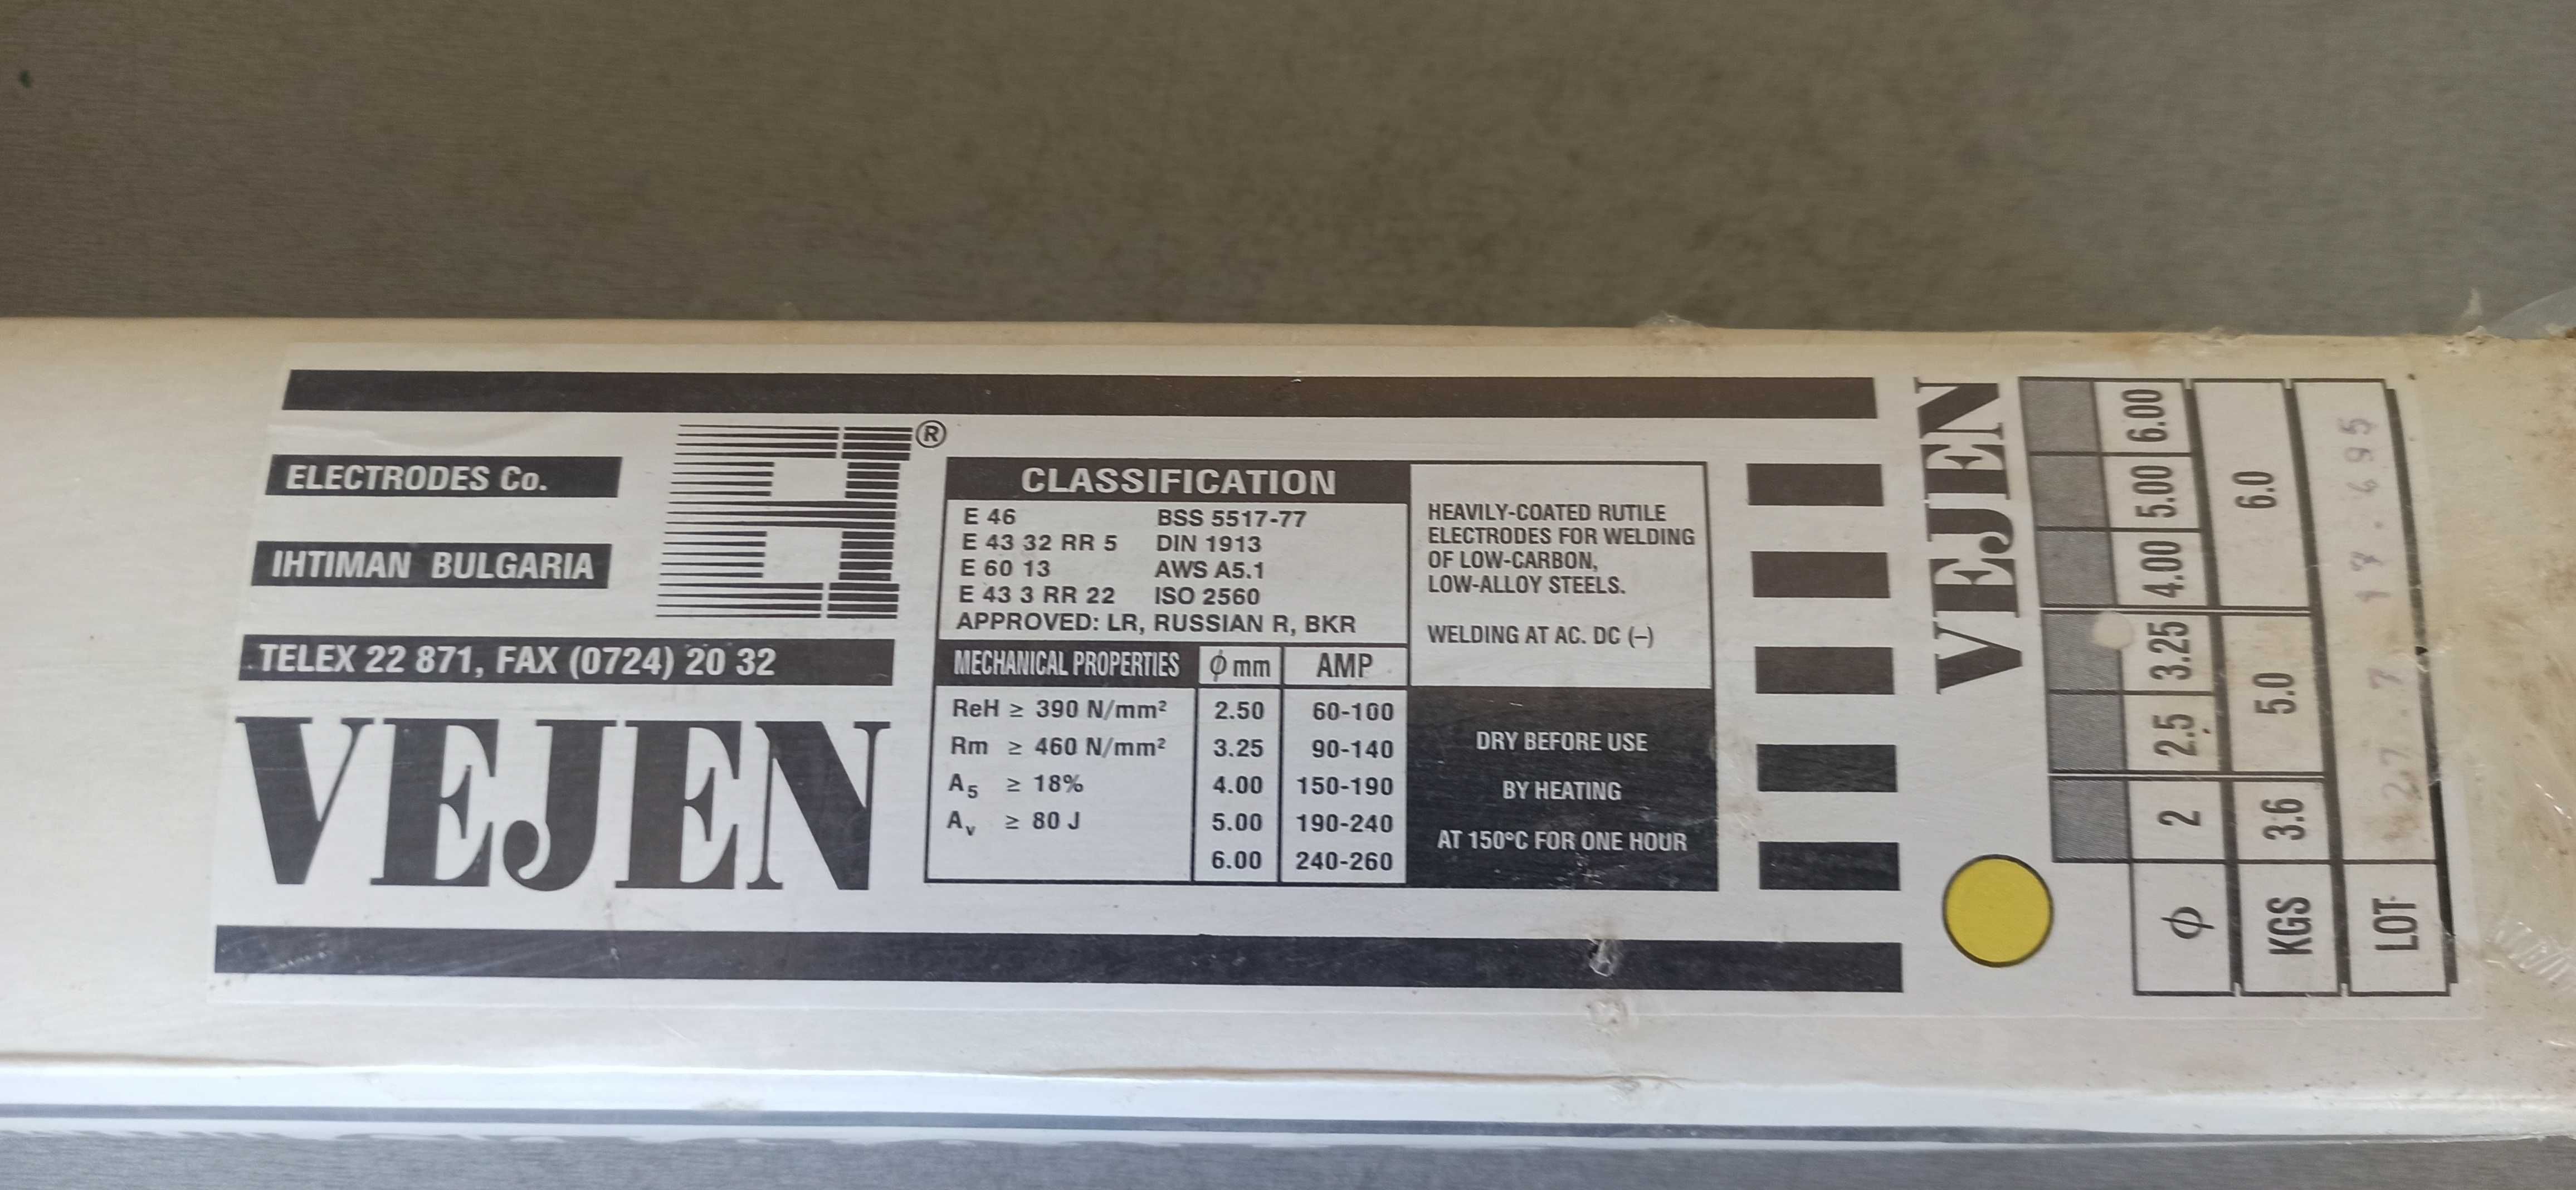 ELECTRODES Co.
IHTIMAN BULGARIA
TELEX 22 871, FAX (0724) 20 32
VEJEN
®
CLASSIFICATION
E 46 BSS 5517-77
E 43 32 RR 5 DIN 1913
E 60 13 AWS A5.1
E 43 3 RR 22 ISO 2560
APPROVED: LR, RUSSIAN R, BKR
MECHANICAL PROPERTIES ϕ mm AMP
ReH ≥ 390 N/mm² 2.50 60-100
Rm ≥ 460 N/mm² 3.25 90-140
A5 ≥ 18% 4.00 150-190
Av ≥ 80 J 5.00 190-240
6.00 240-260
HEAVILY-COATED RUTILE
ELECTRODES FOR WELDING
OF LOW-CARBON,
LOW-ALLOY STEELS.
WELDING AT AC. DC (–)
DRY BEFORE USE
BY HEATING
AT 150°C FOR ONE HOUR
VEJEN
ϕ 2 2.5 3.25 4.00 5.00 6.00
KGS 3.6 5.0 6.0
LOT